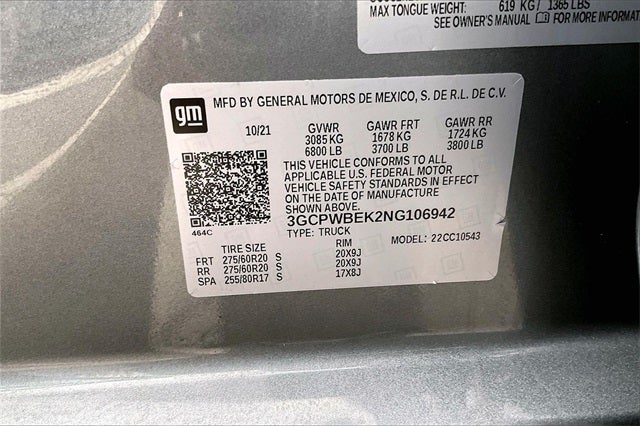 MAX TONGUE WEIGHT: 619 KG / 1365 LBS
SEE OWNER'S MANUAL FOR MORE INFORMATION
gm
MFD BY GENERAL MOTORS DE MEXICO, S. DE R.L. DE C.V.
10/21 GVWR GAWR FRT GAWR RR
3085 KG 1678 KG 1724 KG
6800 LB 3700 LB 3800 LB
THIS VEHICLE CONFORMS TO ALL
APPLICABLE U.S. FEDERAL MOTOR
VEHICLE SAFETY STANDARDS IN EFFECT
ON THE DATE OF MANUFACTURE SHOWN
ABOVE.
3GCPWBEK2NG106942
464C TYPE: TRUCK MODEL: 22CC10543
TIRE SIZE RIM
FRT 275/60R20 S 20X9J
RR 275/60R20 S 20X9J
SPA 255/80R17 S 17X8J